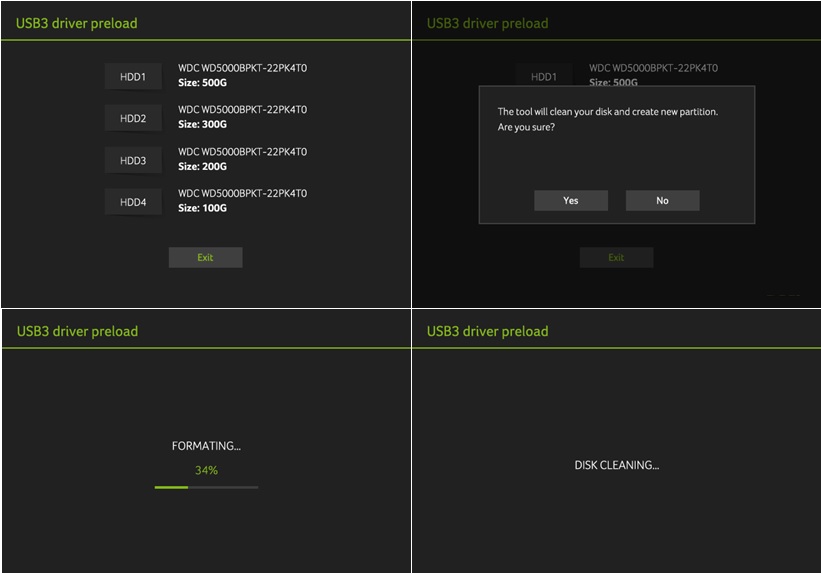 USB3 driver preload
HDD1
WDC WD5000BPKT-22PK4T0
Size: 500G
HDD2
WDC WD5000BPKT-22PK4T0
Size: 300G
HDD3
WDC WD5000BPKT-22PK4T0
Size: 200G
HDD4
WDC WD5000BPKT-22PK4T0
Size: 100G
Exit
USB3 driver preload
HDD1
WDC WD5000BPKT-22PK4T0
Size: 500G
The tool will clean your disk and create new partition.
Are you sure?
Yes No
Exit
USB3 driver preload
FORMATING...
34%
USB3 driver preload
DISK CLEANING...